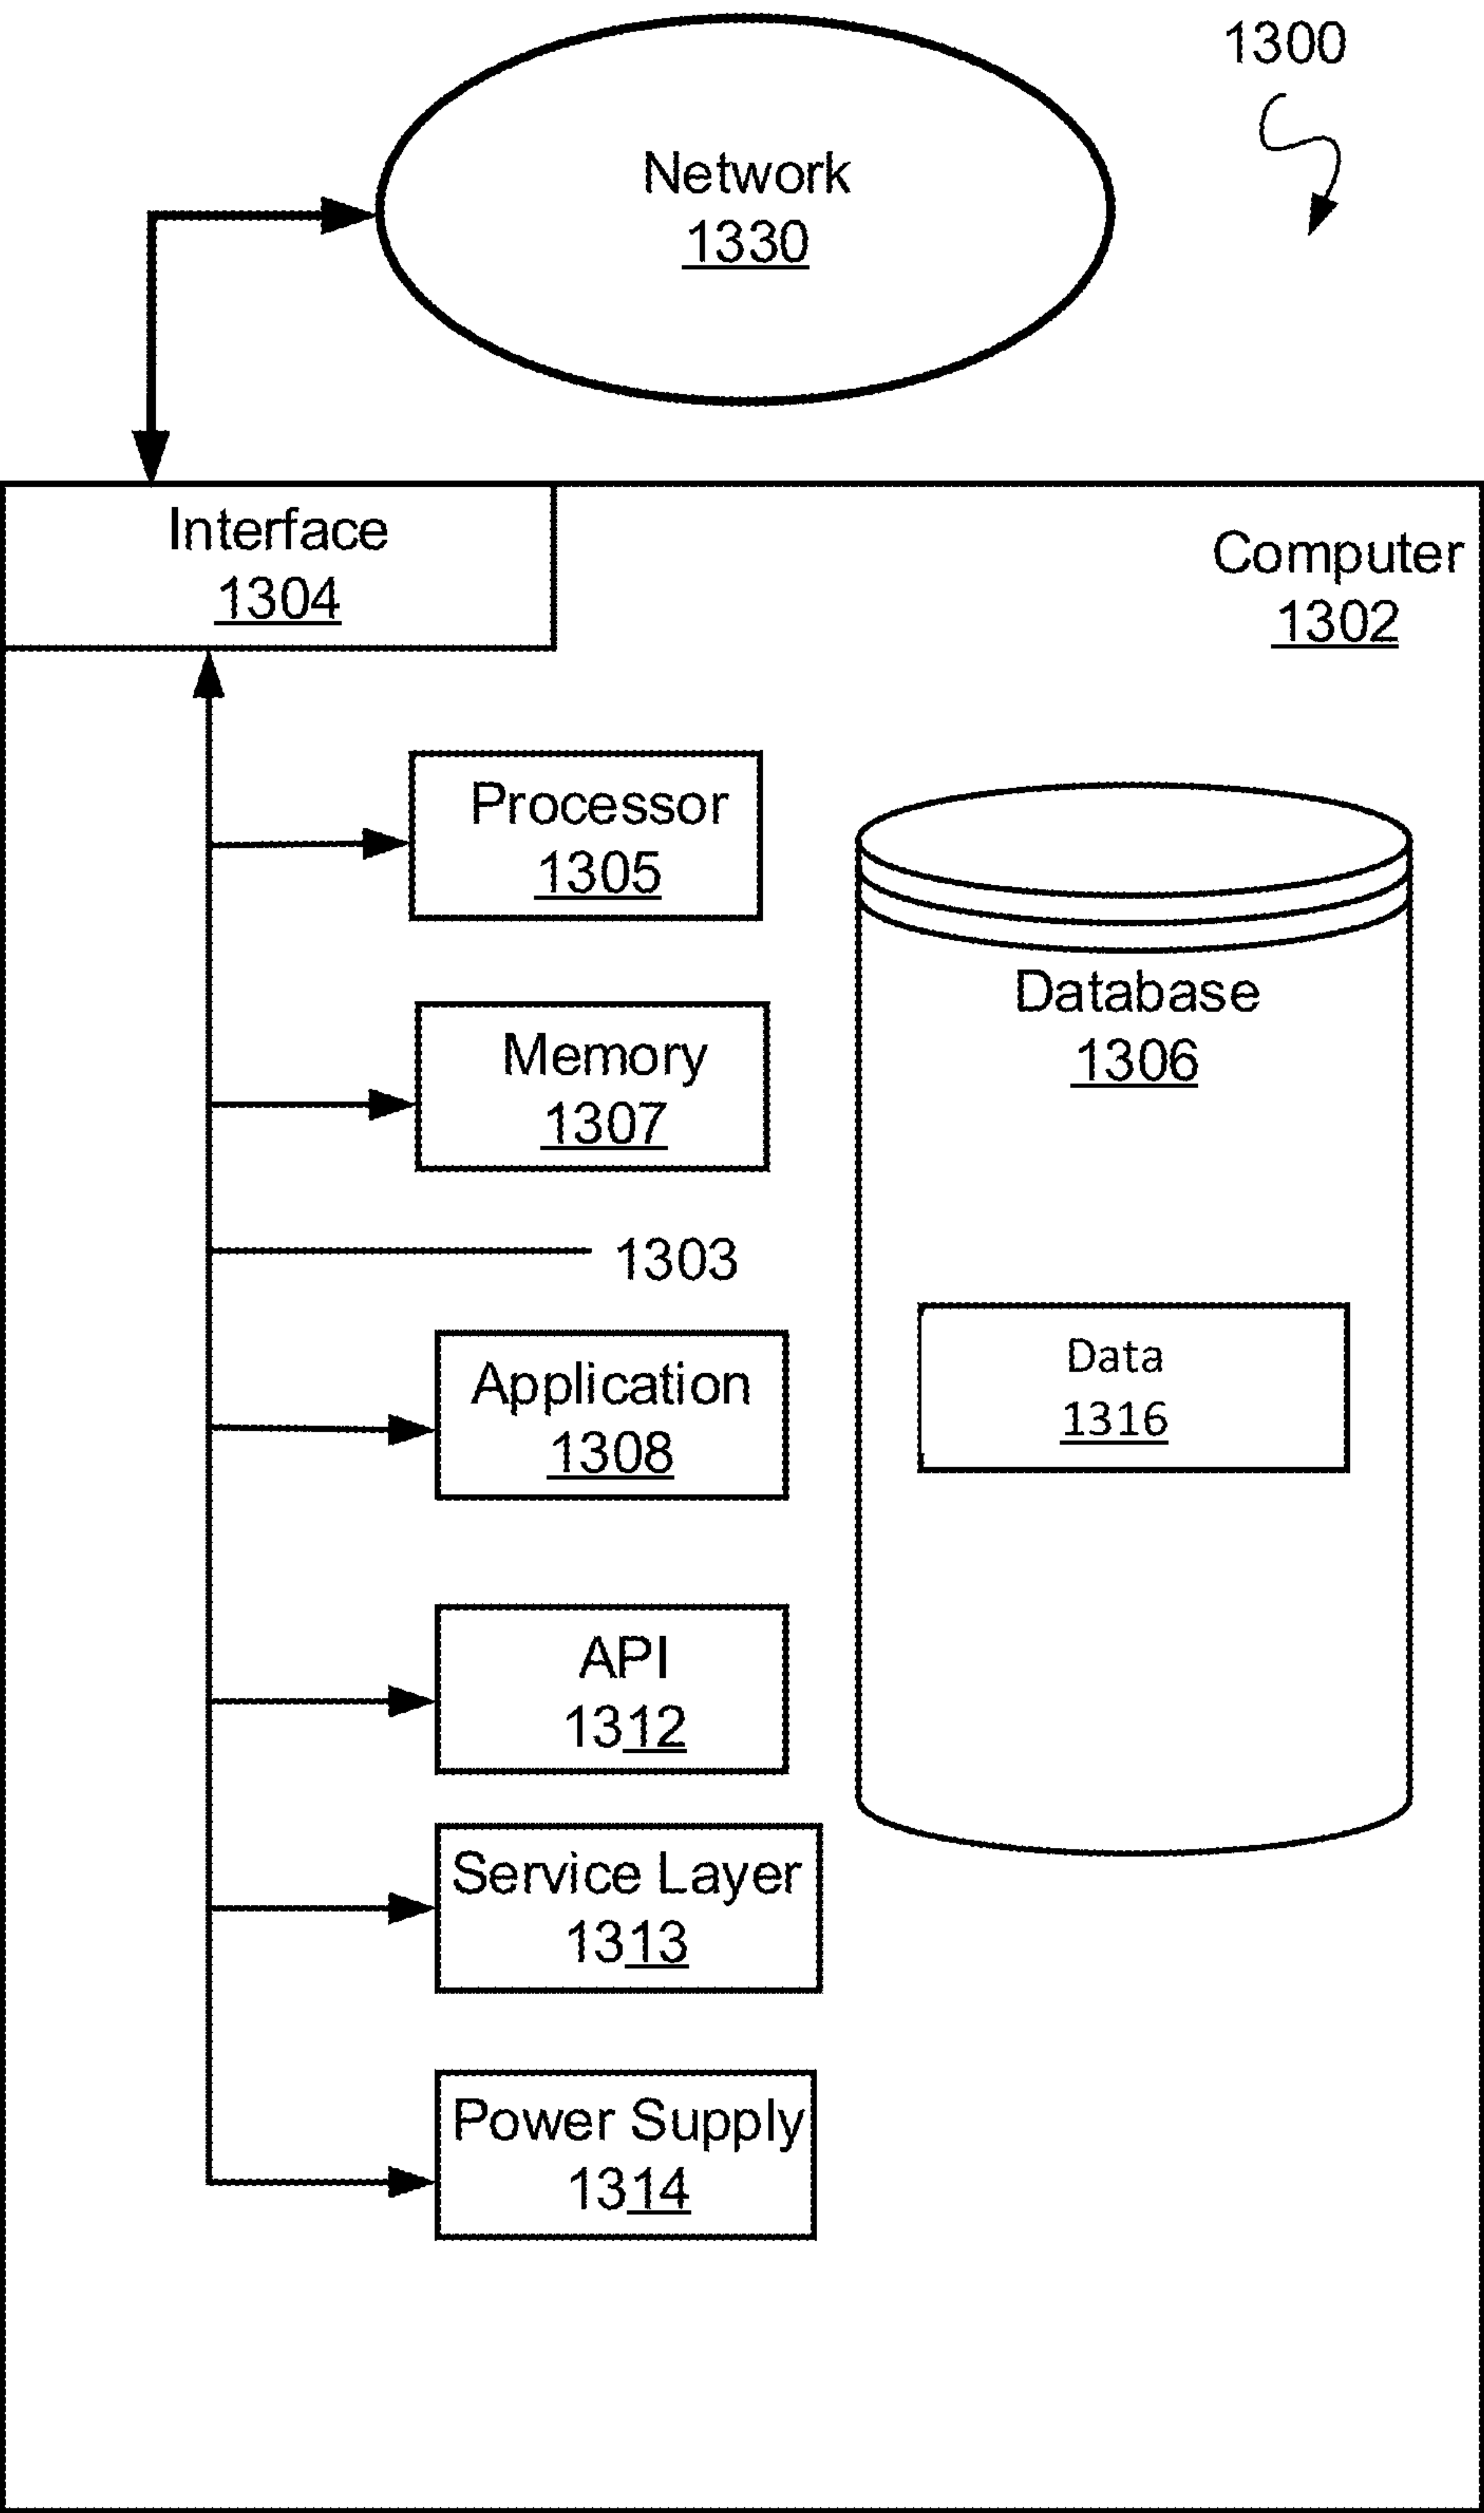 1300
Network
1330
Interface
1304
Computer
1302
Processor
1305
Database
1306
Memory
1307
1303
Data
1316
Application
1308
API
1312
Service Layer
1313
Power Supply
1314